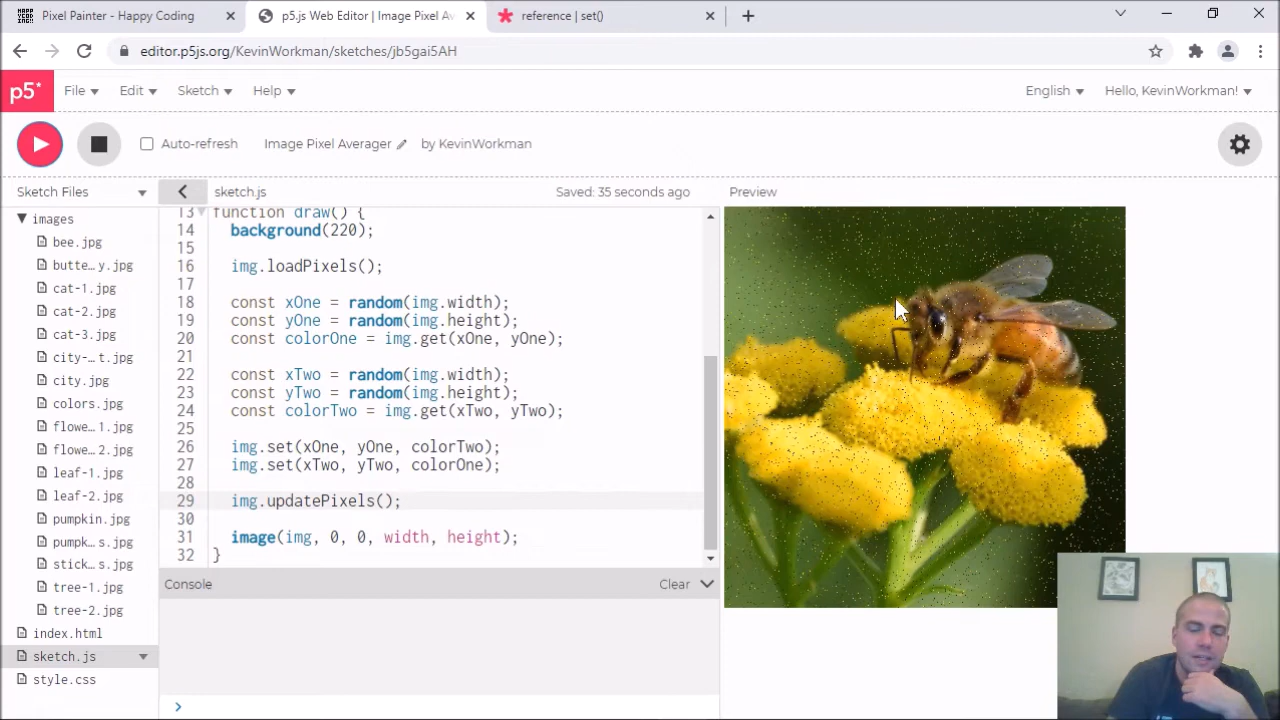 Pixel Painter - Happy Coding
p5.js Web Editor | Image Pixel Av
reference | set()
editor.p5js.org/KevinWorkman/sketches/jb5gai5AH
p5*
File
Edit
Sketch
Help
English
Hello, KevinWorkman!
Auto-refresh
Image Pixel Averager
by KevinWorkman
Sketch Files
sketch.js
Saved: 35 seconds ago
Preview
images
bee.jpg
butte…y.jpg
cat-1.jpg
cat-2.jpg
cat-3.jpg
city-…t.jpg
city.jpg
colors.jpg
flowe…1.jpg
flowe…2.jpg
leaf-1.jpg
leaf-2.jpg
pumpkin.jpg
pumpk…s.jpg
stick…s.jpg
tree-1.jpg
tree-2.jpg
index.html
sketch.js
style.css
13 function draw() {
14 background(220);
15
16 img.loadPixels();
17
18 const xOne = random(img.width);
19 const yOne = random(img.height);
20 const colorOne = img.get(xOne, yOne);
21
22 const xTwo = random(img.width);
23 const yTwo = random(img.height);
24 const colorTwo = img.get(xTwo, yTwo);
25
26 img.set(xOne, yOne, colorTwo);
27 img.set(xTwo, yTwo, colorOne);
28
29 img.updatePixels();
30
31 image(img, 0, 0, width, height);
32 }
Console
Clear
>